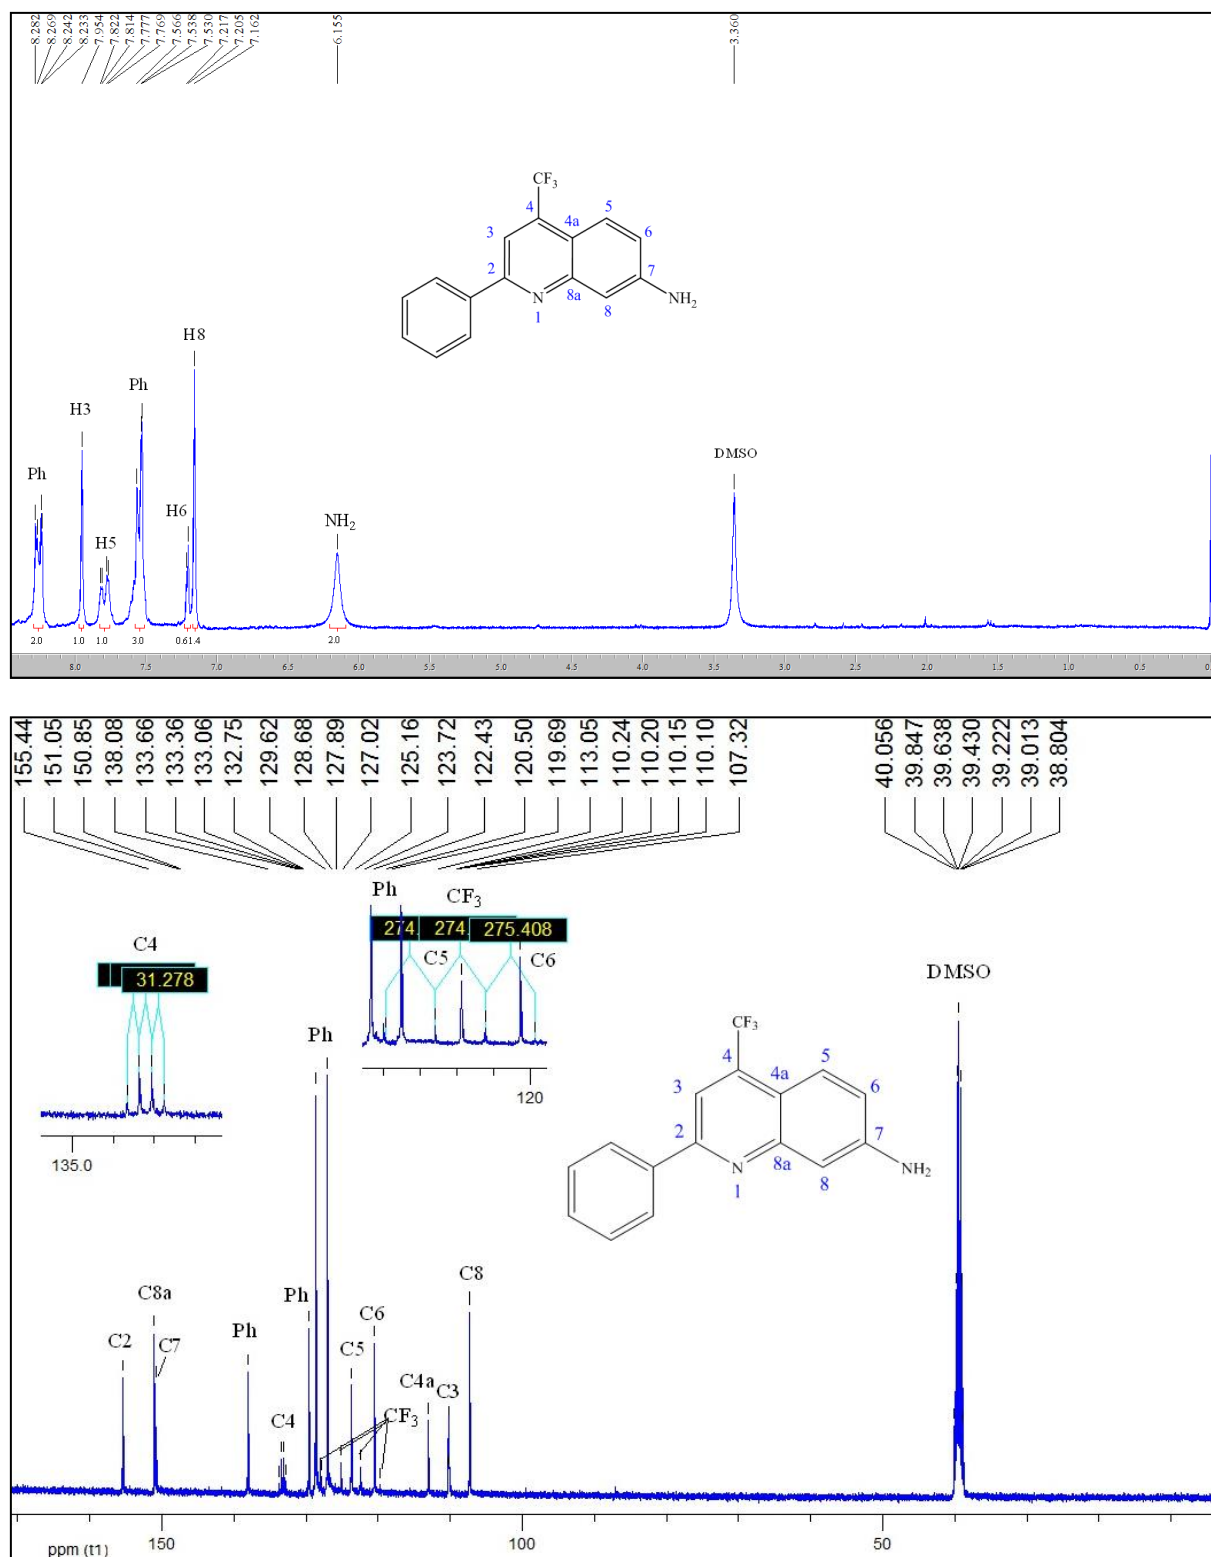 8.282 8.269 8.242 8.233 7.954 7.822 7.814 7.777 7.769 7.566 7.538 7.530 7.217 7.205 7.162 6.155 3.360
CF3
4 4a 5
3 6
2 7
N 8a NH2
1 8
H8
Ph
H3
Ph
H6
H5
NH2
DMSO
2.0 1.0 1.0 3.0 0.6 1.4 2.0
8.0 7.5 7.0 6.5 6.0 5.5 5.0 4.5 4.0 3.5 3.0 2.5 2.0 1.5 1.0 0.5 0.
155.44 151.05 150.85 138.08 133.66 133.36 133.06 132.75 129.62 128.68 127.89 127.02 125.16 123.72 122.43 120.50 119.69 113.05 110.24 110.20 110.15 110.10 107.32 40.056 39.847 39.638 39.430 39.222 39.013 38.804
Ph CF3
274. 274. 275.408
C4 C5 C6
31.278
DMSO
Ph
120
135.0
CF3
4 4a 5
3 6
2 7
N 8a NH2
1 8
C8
C8a
Ph
C6
C2 C7
Ph
C5
C4a C3
C4 CF3
150 100 50
ppm (t1)